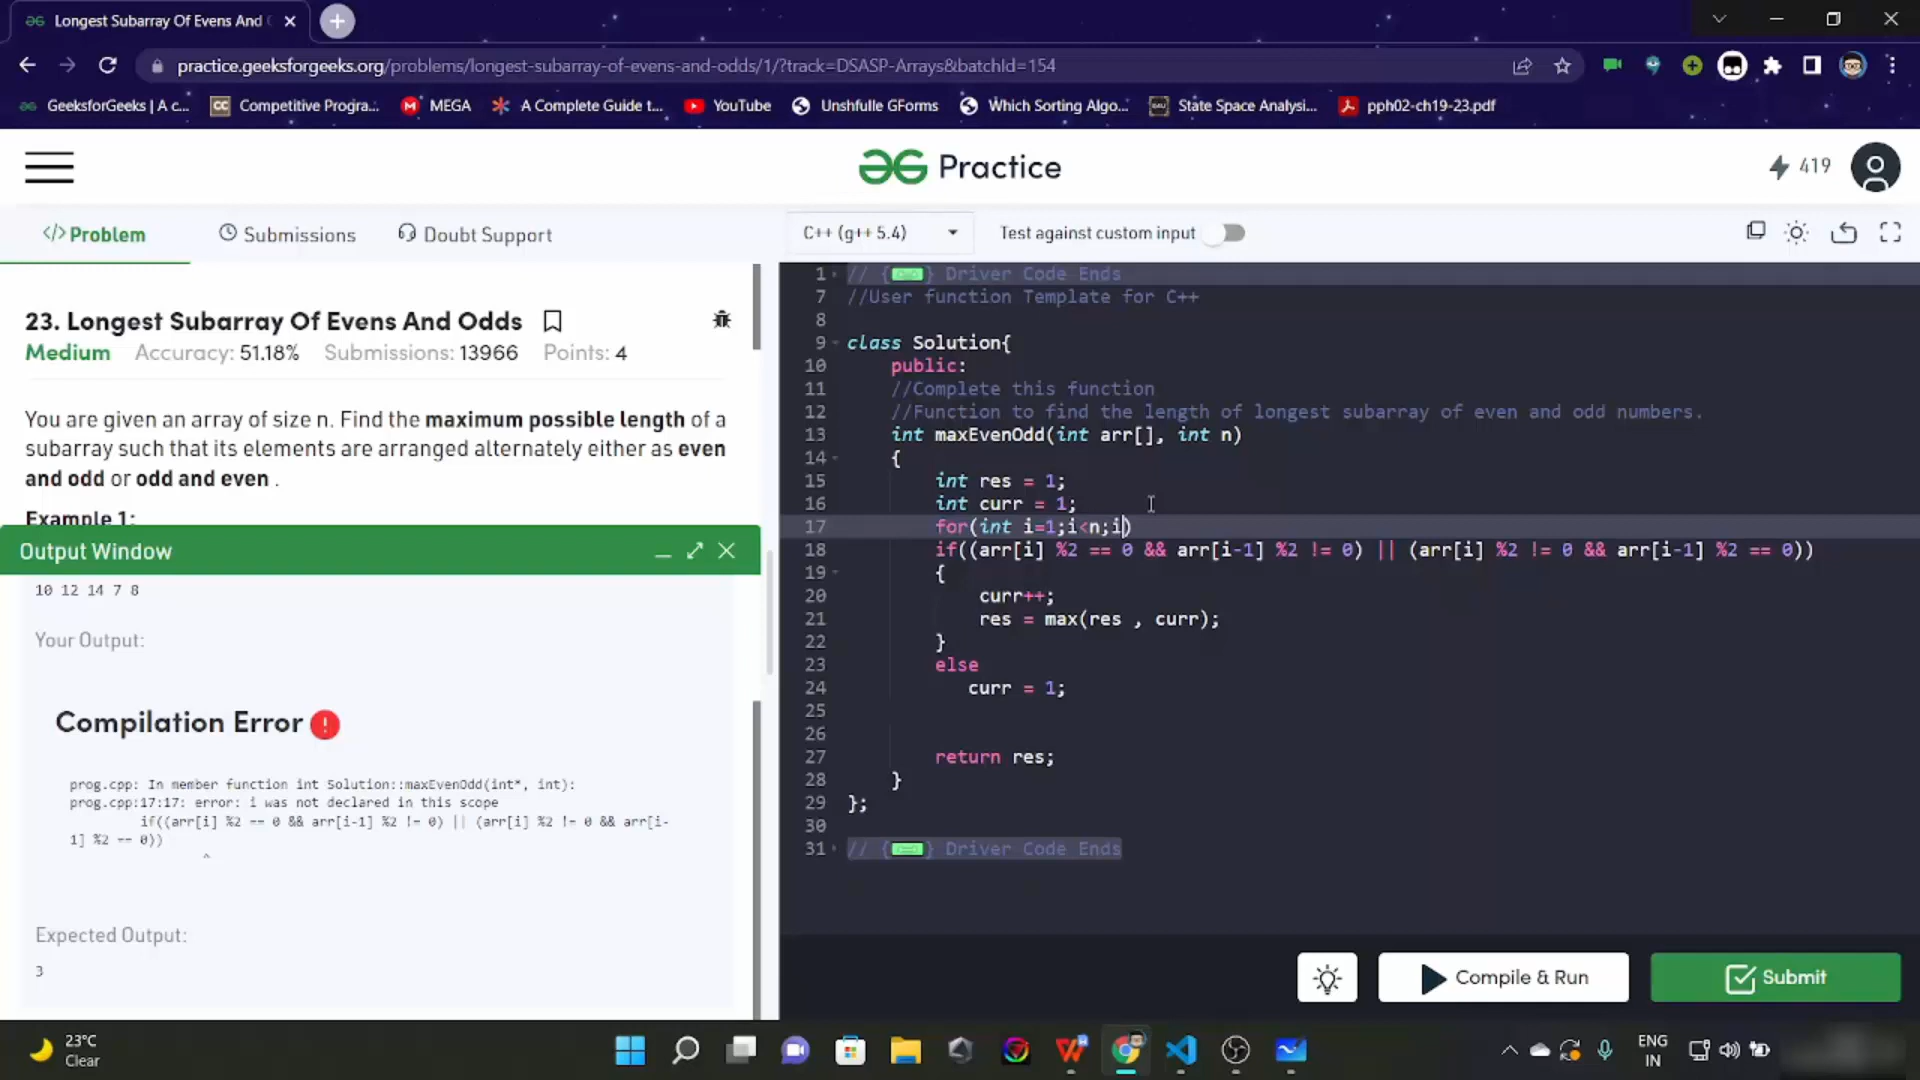 Longest Subarray Of Evens And
practice.geeksforgeeks.org/problems/longest-subarray-of-evens-and-odds/1/?track=DSASP-Arrays&batchId=154
GeeksforGeeks | A c...
CC Competitive Progra...
MEGA
A Complete Guide t...
YouTube
Unshfulle GForms
Which Sorting Algo...
State Space Analysi...
pph02-ch19-23.pdf
Practice
419
</> Problem
Submissions
Doubt Support
C++ (g++ 5.4)
Test against custom input
23. Longest Subarray Of Evens And Odds
Medium Accuracy: 51.18% Submissions: 13966 Points: 4
You are given an array of size n. Find the maximum possible length of a
subarray such that its elements are arranged alternately either as even
and odd or odd and even .
Example 1:
Output Window
10 12 14 7 8
Your Output:
Compilation Error !
prog.cpp: In member function int Solution::maxEvenOdd(int*, int):
prog.cpp:17:17: error: i was not declared in this scope
if((arr[i] %2 == 0 && arr[i-1] %2 != 0) || (arr[i] %2 != 0 && arr[i-
1] %2 == 0))
^
Expected Output:
3
1 // { } Driver Code Ends
7 //User function Template for C++
8
9 class Solution{
10 public:
11 //Complete this function
12 //Function to find the length of longest subarray of even and odd numbers.
13 int maxEvenOdd(int arr[], int n)
14 {
15 int res = 1;
16 int curr = 1;
17 for(int i=1;i<n;i)
18 if((arr[i] %2 == 0 && arr[i-1] %2 != 0) || (arr[i] %2 != 0 && arr[i-1] %2 == 0))
19 {
20 curr++;
21 res = max(res , curr);
22 }
23 else
24 curr = 1;
25
26
27 return res;
28 }
29 };
30
31 // { } Driver Code Ends
Compile & Run
Submit
23°C
Clear
ENG
IN